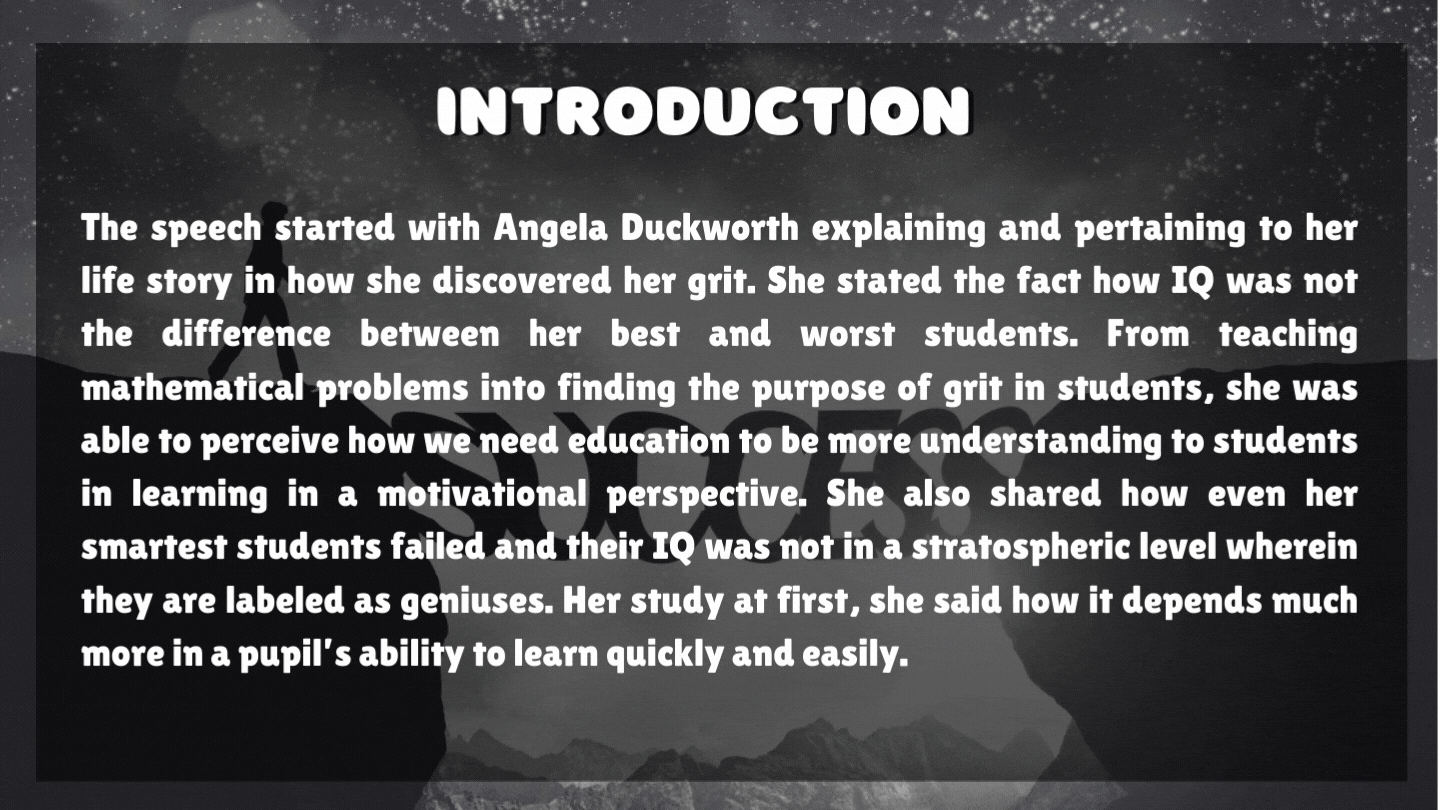 INTRODUCTION
The speech started with Angela Duckworth explaining and pertaining to her
life story in how she discovered her grit. She stated the fact how IQ was not
the difference between her best and worst students. From teaching
mathematical problems into finding the purpose of grit in students, she was
able to perceive how we need education to be more understanding to students
in learning in a motivational perspective. She also shared how even her
smartest students failed and their IQ was not in a stratospheric level wherein
they are labeled as geniuses. Her study at first, she said how it depends much
more in a pupil's ability to learn quickly and easily.
SUCCESS